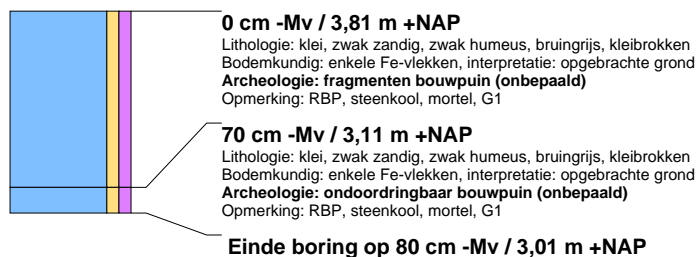 0 cm -Mv / 3,81 m +NAP
Lithologie: klei, zwak zandig, zwak humeus, bruingrijs, kleibrokken
Bodemkundig: enkele Fe-vlekken, interpretatie: opgebrachte grond
Archeologie: fragmenten bouwpuin (onbepaald)
Opmerking: RBP, steenkool, mortel, G1
70 cm -Mv / 3,11 m +NAP
Lithologie: klei, zwak zandig, zwak humeus, bruingrijs, kleibrokken
Bodemkundig: enkele Fe-vlekken, interpretatie: opgebrachte grond
Archeologie: ondoordringbaar bouwpuin (onbepaald)
Opmerking: RBP, steenkool, mortel, G1
Einde boring op 80 cm -Mv / 3,01 m +NAP